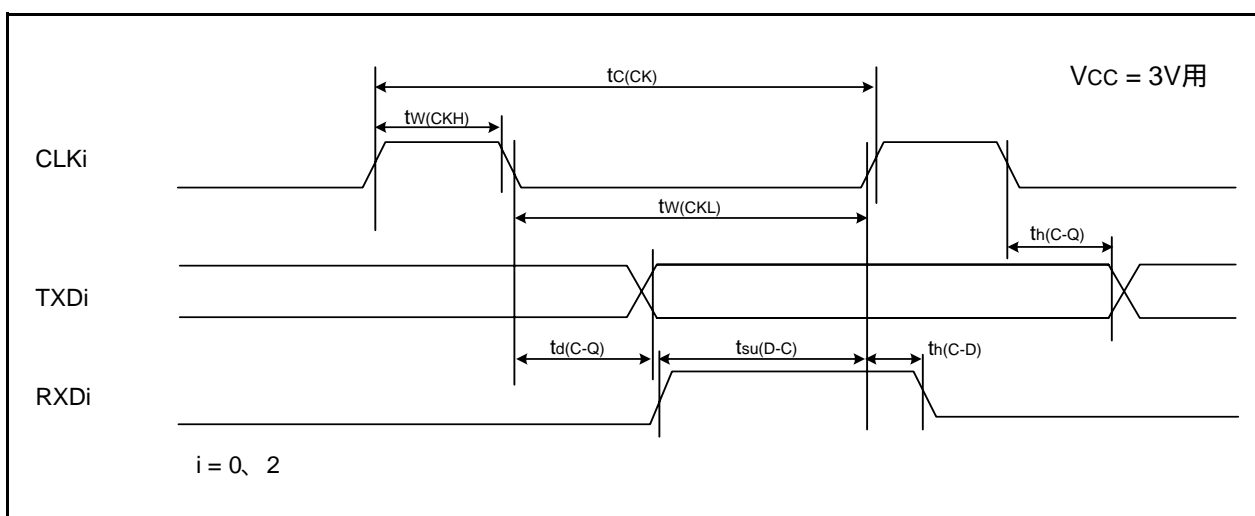 tC(CK)
VCC = 3V用
tW(CKH)
CLKi
tW(CKL)
th(C-Q)
TXDi
td(C-Q)
tsu(D-C)
th(C-D)
RXDi
i = 0、2